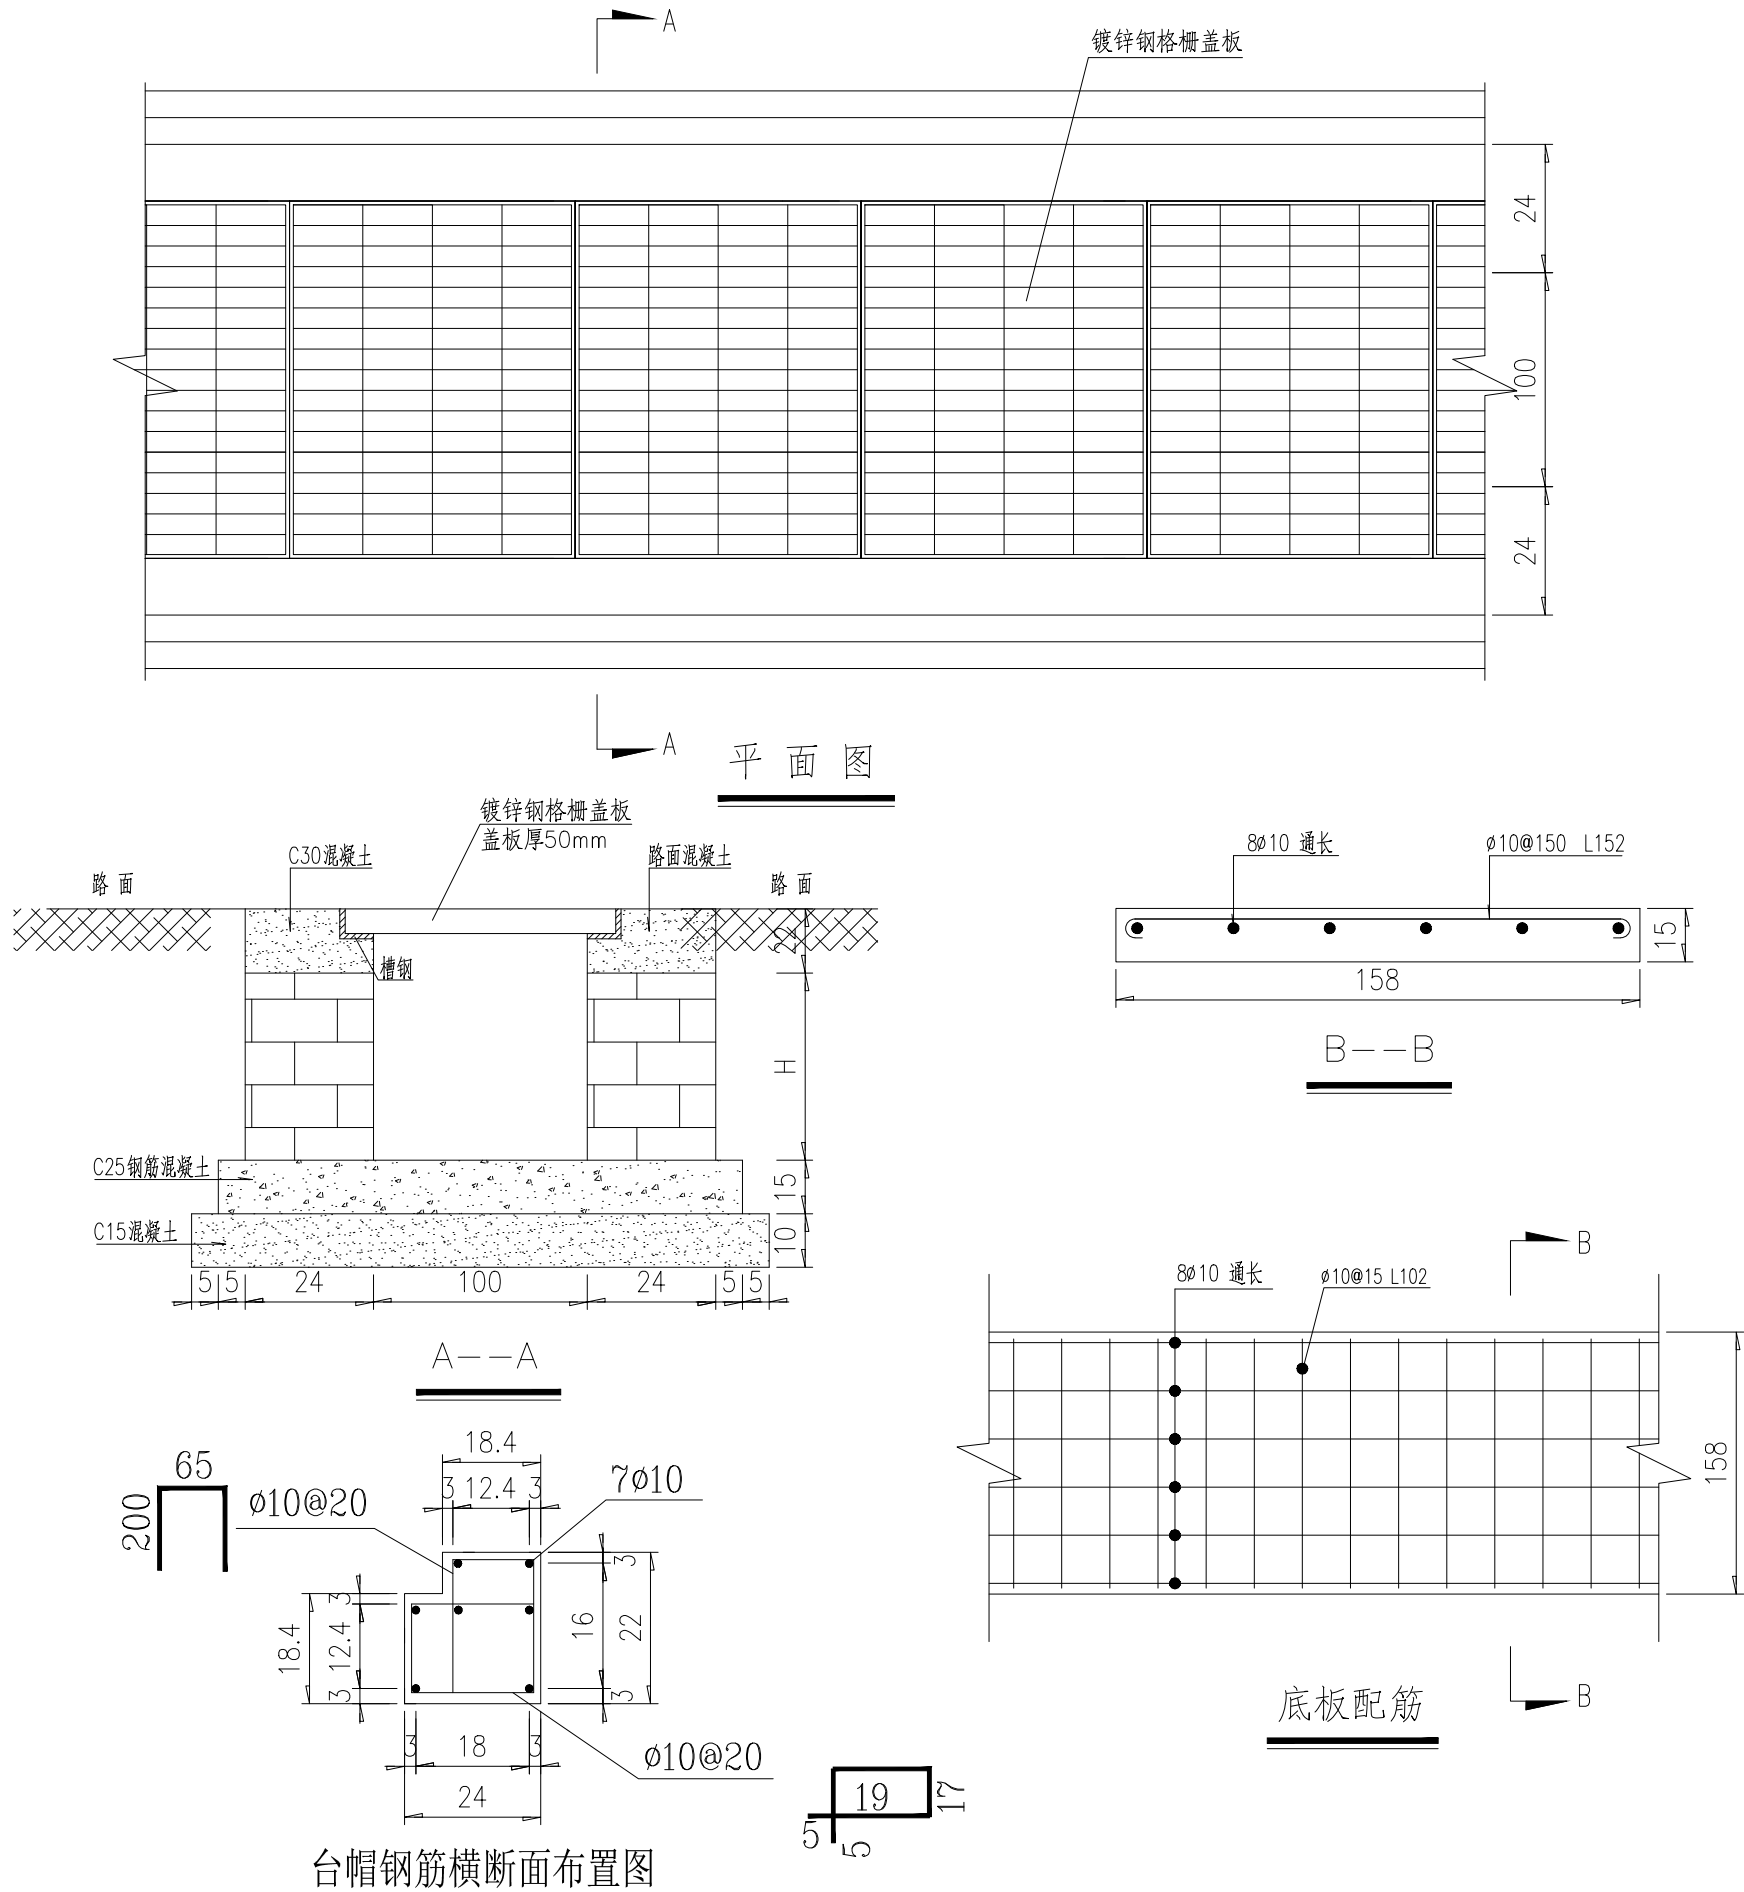 A
镀锌钢格栅盖板
24
100
24
A
平 面 图
镀锌钢格栅盖板
盖板厚50mm
C30混凝土
路面混凝土
路 面
路 面
槽钢
22
H
15
10
C25钢筋混凝土
C15混凝土
5
5
24
100
24
5
5
A--A
8ø10 通长
ø10@150 L152
15
158
B--B
B
8ø10 通长
ø10@15 L102
158
B
底板配筋
65
200
ø10@20
18.4
3
12.4
3
7ø10
3
16
22
3
18.4
3
12.4
3
3
18
3
24
ø10@20
19
17
5
5
台帽钢筋横断面布置图